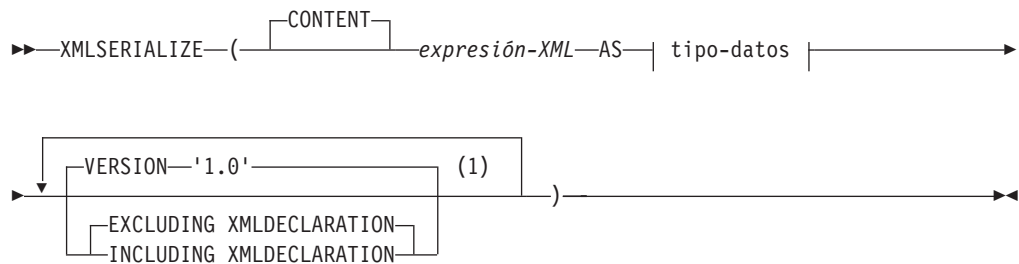 CONTENT
XMLSERIALIZE ( expresión-XML AS tipo-datos
VERSION '1.0' (1)
)
EXCLUDING XMLDECLARATION
INCLUDING XMLDECLARATION